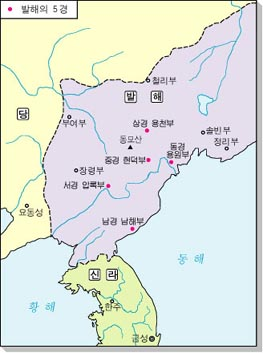 발해의 5경
철리부
발 해
당
부여부
상경 용천부
솔빈부
동모산
정리부
동경
용원부
중경 현덕부
장령부
서경 압록부
요동성
남경 남해부
동 해
신 라
황 해
한주
금성